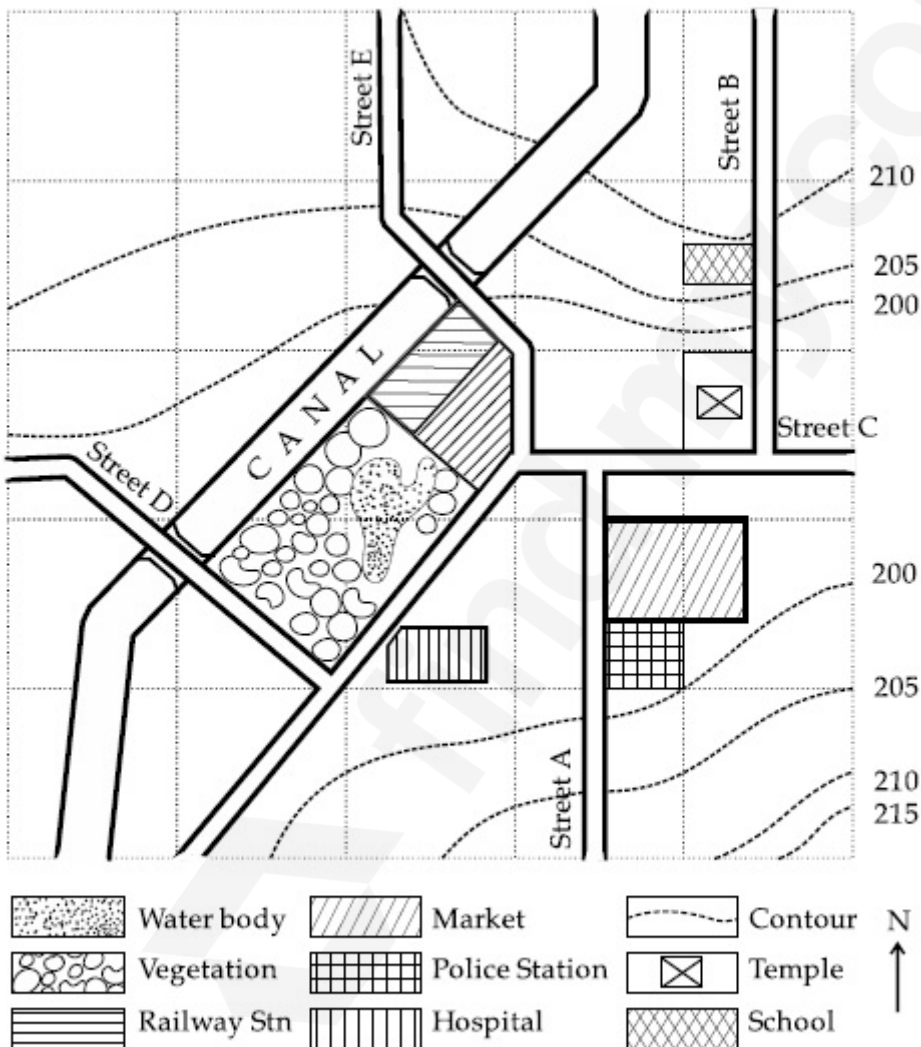 Street E
Street B
210
205
200
CANAL
Street C
Street D
200
205
210
215
Street A
Water body
Market
Contour
N
Vegetation
Police Station
Temple
Railway Stn
Hospital
School